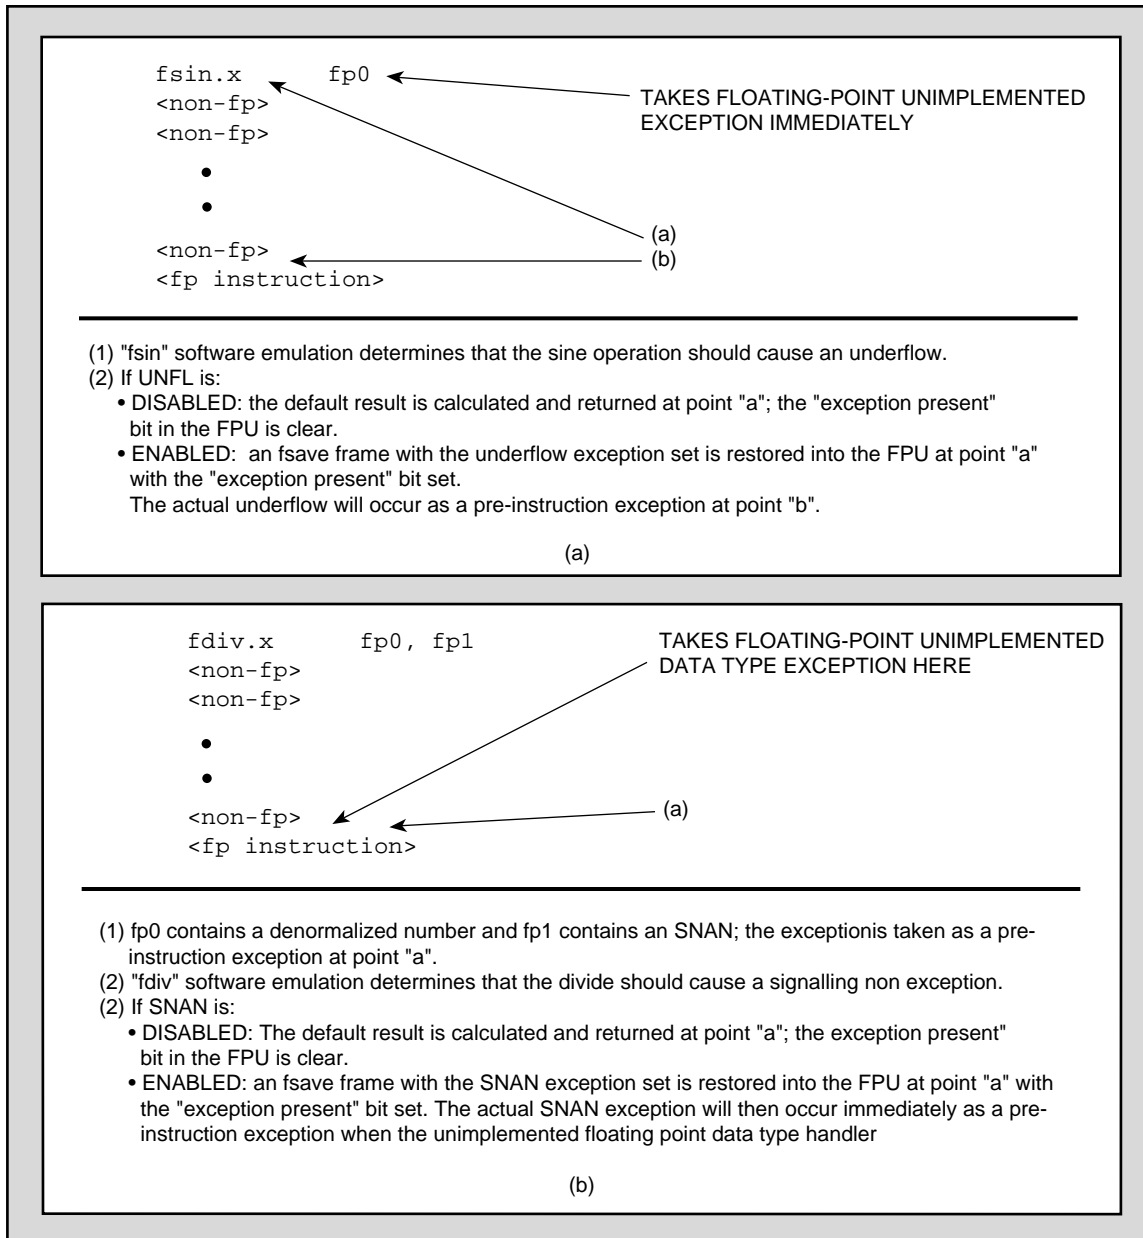 fsin.x fp0
<non-fp>
TAKES FLOATING-POINT UNIMPLEMENTED
EXCEPTION IMMEDIATELY
<non-fp>
(a)
<non-fp>
(b)
<fp instruction>
(1) "fsin" software emulation determines that the sine operation should cause an underflow.
(2) If UNFL is:
• DISABLED: the default result is calculated and returned at point "a"; the "exception present"
bit in the FPU is clear.
• ENABLED: an fsave frame with the underflow exception set is restored into the FPU at point "a"
with the "exception present" bit set.
The actual underflow will occur as a pre-instruction exception at point "b".
(a)
fdiv.x fp0, fp1
TAKES FLOATING-POINT UNIMPLEMENTED
DATA TYPE EXCEPTION HERE
<non-fp>
<non-fp>
<non-fp>
(a)
<fp instruction>
(1) fp0 contains a denormalized number and fp1 contains an SNAN; the exceptionis taken as a pre-
instruction exception at point "a".
(2) "fdiv" software emulation determines that the divide should cause a signalling non exception.
(2) If SNAN is:
• DISABLED: The default result is calculated and returned at point "a"; the exception present"
bit in the FPU is clear.
• ENABLED: an fsave frame with the SNAN exception set is restored into the FPU at point "a" with
the "exception present" bit set. The actual SNAN exception will then occur immediately as a pre-
instruction exception when the unimplemented floating point data type handler
(b)